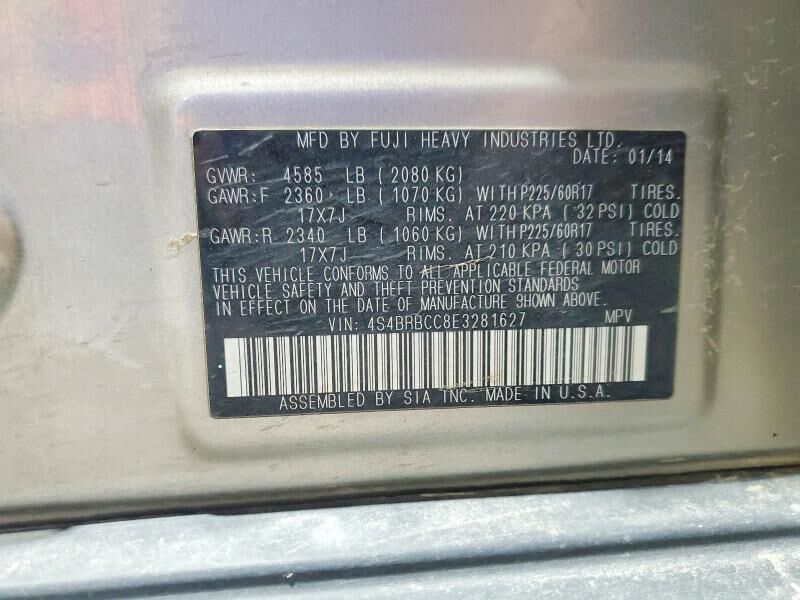 MFD BY FUJI HEAVY INDUSTRIES LTD.
DATE: 01/14
GVWR: 4585 LB ( 2080 KG)
GAWR:F 2360 LB ( 1070 KG) WITH P225/60R17 TIRES.
17X7J RIMS. AT 220 KPA ( 32 PSI) COLD
GAWR:R 2340 LB ( 1060 KG) WITH P225/60R17 TIRES.
17X7J RIMS. AT 210 KPA ( 30 PSI) COLD
THIS VEHICLE CONFORMS TO ALL APPLICABLE FEDERAL MOTOR
VEHICLE SAFETY AND THEFT PREVENTION STANDARDS
IN EFFECT ON THE DATE OF MANUFACTURE SHOWN ABOVE.
VIN: 4S4BRBCC8E3281627 MPV
ASSEMBLED BY SIA INC. MADE IN U.S.A.